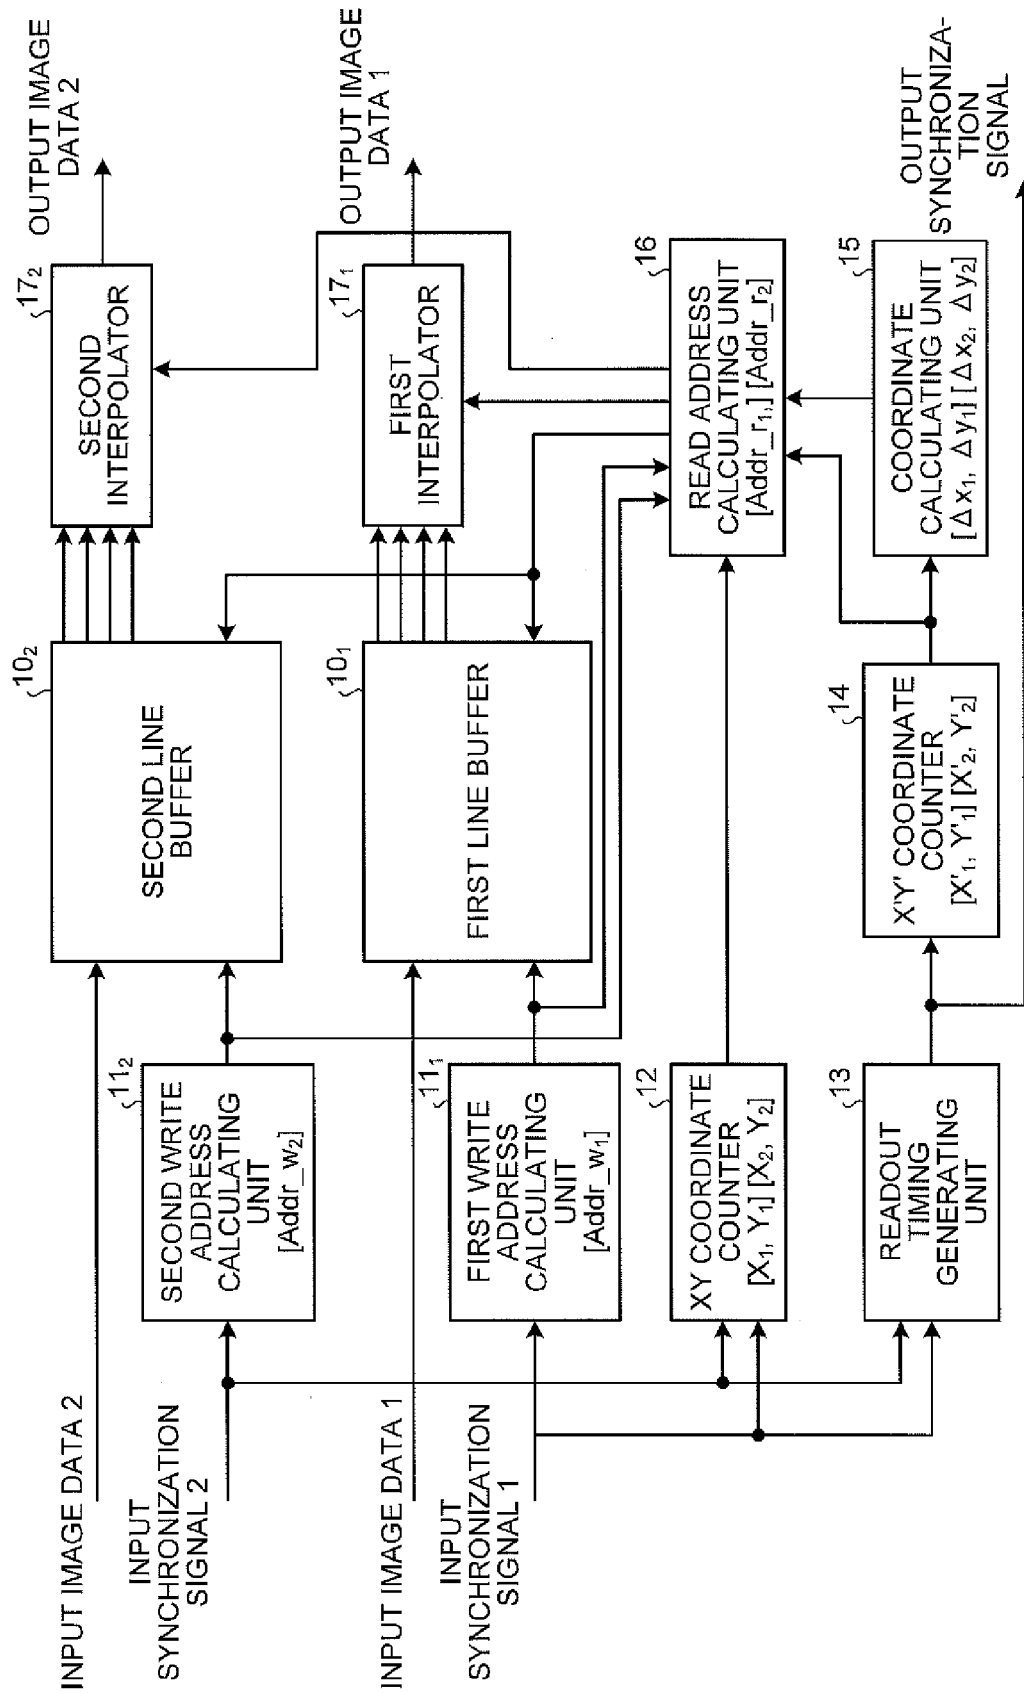 INPUT IMAGE DATA 2
INPUT
SYNCHRONIZATION
SIGNAL 2
INPUT IMAGE DATA 1
INPUT
SYNCHRONIZATION
SIGNAL 1
11₂
SECOND WRITE
ADDRESS
CALCULATING
UNIT
[Addr_w₂]
11₁
FIRST WRITE
ADDRESS
CALCULATING
UNIT
[Addr_w₁]
12
XY COORDINATE
COUNTER
[X₁, Y₁] [X₂, Y₂]
13
READOUT
TIMING
GENERATING
UNIT
10₂
SECOND LINE
BUFFER
10₁
FIRST LINE BUFFER
14
X'Y' COORDINATE
COUNTER
[X'₁, Y'₁] [X'₂, Y'₂]
17₂
SECOND
INTERPOLATOR
17₁
FIRST
INTERPOLATOR
16
READ ADDRESS
CALCULATING UNIT
[Addr_r₁,] [Addr_r₂]
15
COORDINATE
CALCULATING UNIT
[Δx₁, Δy₁] [Δx₂, Δy₂]
OUTPUT IMAGE
DATA 2
OUTPUT IMAGE
DATA 1
OUTPUT
SYNCHRONIZA-
TION
SIGNAL